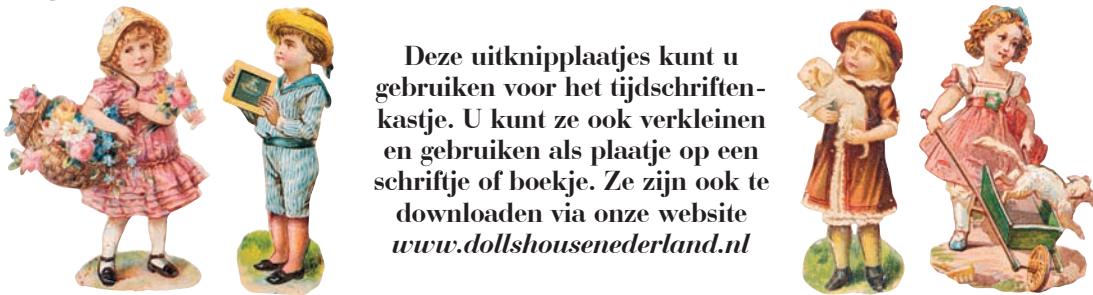 Deze uitknipplaatjes kunt u
gebruiken voor het tijdschriften-
kastje. U kunt ze ook verkleinen
en gebruiken als plaatje op een
schriftje of boekje. Ze zijn ook te
downloaden via onze website
www.dollshousenederland.nl